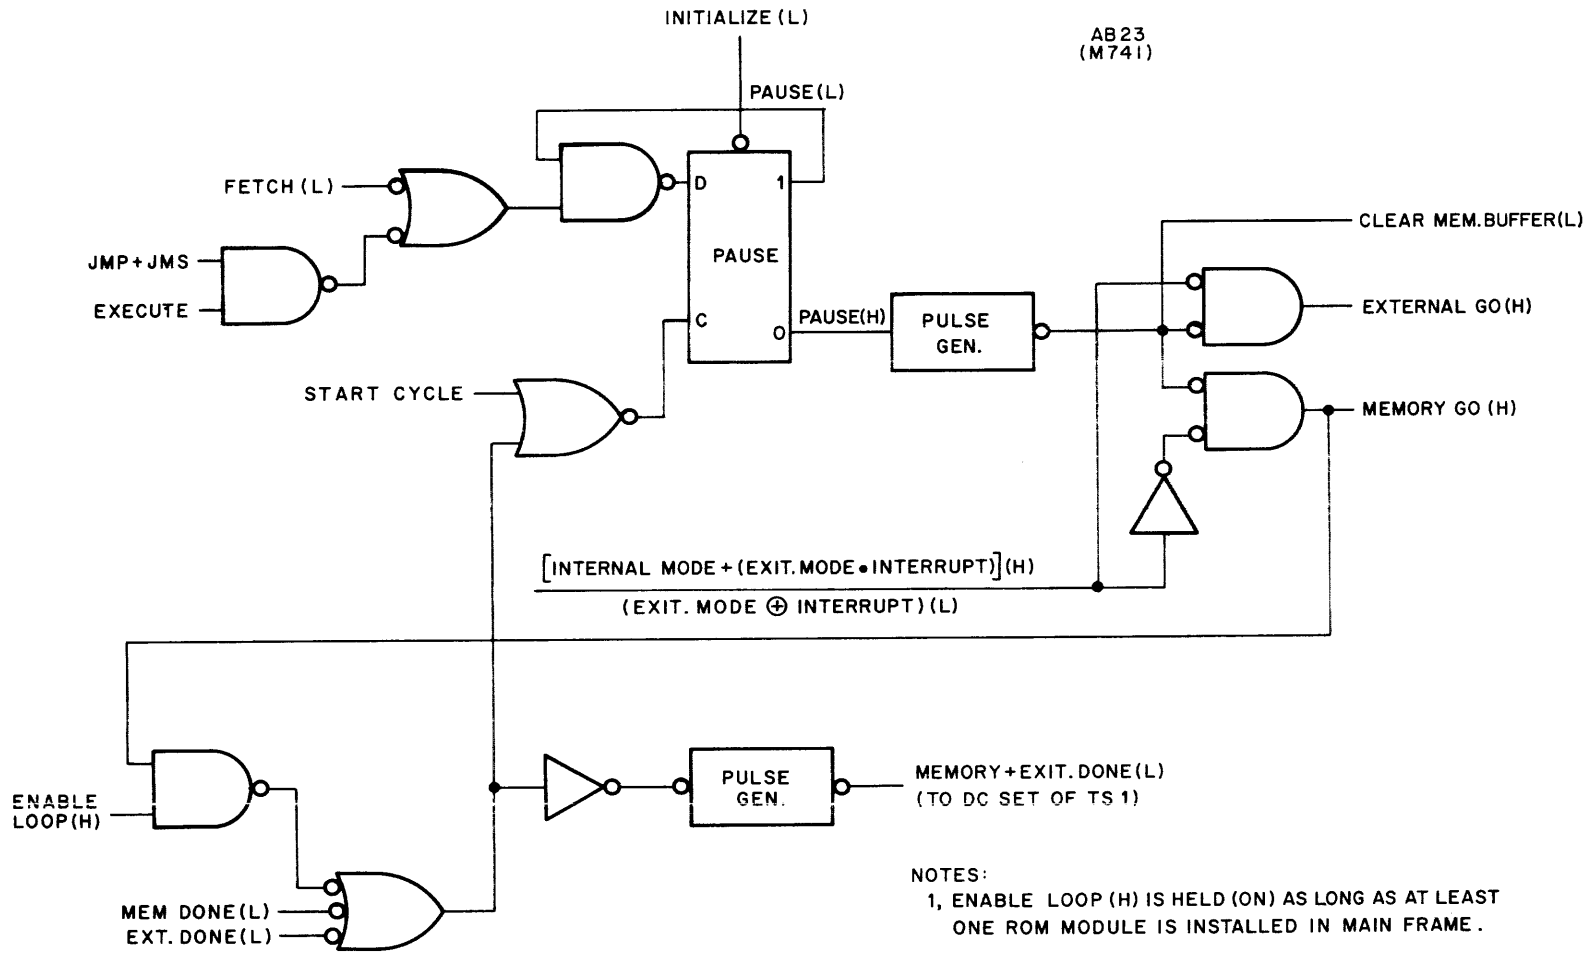 INITIALIZE (L)
AB23
(M741)
PAUSE(L)
FETCH (L)
D
1
JMP+JMS
PAUSE
CLEAR MEM.BUFFER(L)
EXECUTE
C
O
PAUSE(H)
PULSE
GEN.
EXTERNAL GO(H)
START CYCLE
MEMORY GO (H)
[INTERNAL MODE+(EXIT.MODE•INTERRUPT)](H)
(EXIT. MODE ⊕ INTERRUPT)(L)
ENABLE
LOOP(H)
PULSE
GEN.
MEMORY+EXIT.DONE(L)
(TO DC SET OF TS 1)
MEM DONE(L)
EXT. DONE(L)
NOTES:
1, ENABLE LOOP (H) IS HELD (ON) AS LONG AS AT LEAST
ONE ROM MODULE IS INSTALLED IN MAIN FRAME.